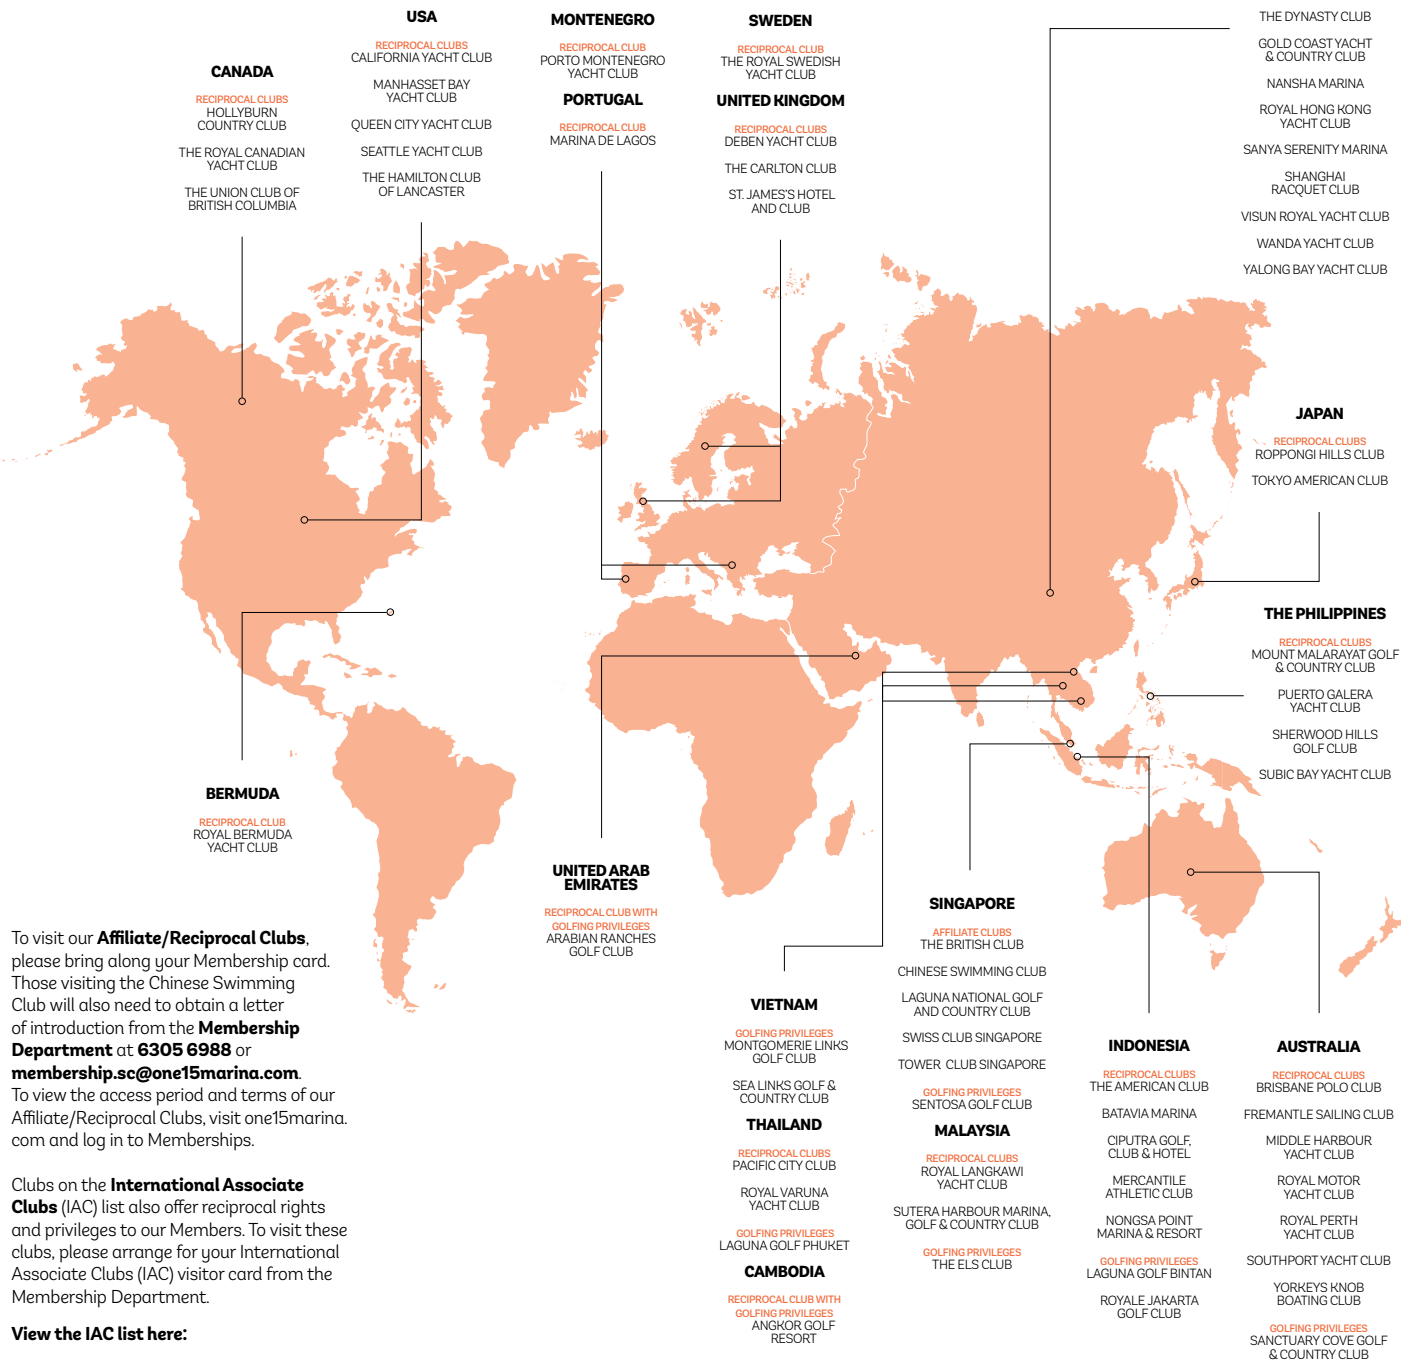 USA
RECIPROCAL CLUBS
CALIFORNIA YACHT CLUB
MANHASSET BAY
YACHT CLUB
QUEEN CITY YACHT CLUB
SEATTLE YACHT CLUB
THE HAMILTON CLUB
OF LANCASTER
MONTENEGRO
RECIPROCAL CLUB
PORTO MONTENEGRO
YACHT CLUB
PORTUGAL
RECIPROCAL CLUB
MARINA DE LAGOS
SWEDEN
RECIPROCAL CLUB
THE ROYAL SWEDISH
YACHT CLUB
UNITED KINGDOM
RECIPROCAL CLUBS
DEBEN YACHT CLUB
THE CARLTON CLUB
ST. JAMES'S HOTEL
AND CLUB
THE DYNASTY CLUB
GOLD COAST YACHT
& COUNTRY CLUB
NANSHA MARINA
ROYAL HONG KONG
YACHT CLUB
SANYA SERENITY MARINA
SHANGHAI
RACQUET CLUB
VISUN ROYAL YACHT CLUB
WANDA YACHT CLUB
YALONG BAY YACHT CLUB
CANADA
RECIPROCAL CLUBS
HOLLYBURN
COUNTRY CLUB
THE ROYAL CANADIAN
YACHT CLUB
THE UNION CLUB OF
BRITISH COLUMBIA
JAPAN
RECIPROCAL CLUBS
ROPPONGI HILLS CLUB
TOKYO AMERICAN CLUB
THE PHILIPPINES
RECIPROCAL CLUBS
MOUNT MALARAYAT GOLF
& COUNTRY CLUB
PUERTO GALERA
YACHT CLUB
SHERWOOD HILLS
GOLF CLUB
SUBIC BAY YACHT CLUB
BERMUDA
RECIPROCAL CLUB
ROYAL BERMUDA
YACHT CLUB
UNITED ARAB
EMIRATES
RECIPROCAL CLUB WITH
GOLFING PRIVILEGES
ARABIAN RANCHES
GOLF CLUB
To visit our Affiliate/Reciprocal Clubs,
please bring along your Membership card.
Those visiting the Chinese Swimming
Club will also need to obtain a letter
of introduction from the Membership
Department at 6305 6988 or
membership.sc@one15marina.com.
To view the access period and terms of our
Affiliate/Reciprocal Clubs, visit one15marina.
com and log in to Memberships.
Clubs on the International Associate
Clubs (IAC) list also offer reciprocal rights
and privileges to our Members. To visit these
clubs, please arrange for your International
Associate Clubs (IAC) visitor card from the
Membership Department.
View the IAC list here:
VIETNAM
GOLFING PRIVILEGES
MONTGOMERIE LINKS
GOLF CLUB
SEA LINKS GOLF &
COUNTRY CLUB
THAILAND
RECIPROCAL CLUBS
PACIFIC CITY CLUB
ROYAL VARUNA
YACHT CLUB
GOLFING PRIVILEGES
LAGUNA GOLF PHUKET
CAMBODIA
RECIPROCAL CLUB WITH
GOLFING PRIVILEGES
ANGKOR GOLF
RESORT
SINGAPORE
AFFILIATE CLUBS
THE BRITISH CLUB
CHINESE SWIMMING CLUB
LAGUNA NATIONAL GOLF
AND COUNTRY CLUB
SWISS CLUB SINGAPORE
TOWER CLUB SINGAPORE
GOLFING PRIVILEGES
SENTOSA GOLF CLUB
MALAYSIA
RECIPROCAL CLUBS
ROYAL LANGKAWI
YACHT CLUB
SUTERA HARBOUR MARINA,
GOLF & COUNTRY CLUB
GOLFING PRIVILEGES
THE ELS CLUB
INDONESIA
RECIPROCAL CLUBS
THE AMERICAN CLUB
BATAVIA MARINA
CIPUTRA GOLF,
CLUB & HOTEL
MERCANTILE
ATHLETIC CLUB
NONGSA POINT
MARINA & RESORT
GOLFING PRIVILEGES
LAGUNA GOLF BINTAN
ROYALE JAKARTA
GOLF CLUB
AUSTRALIA
RECIPROCAL CLUBS
BRISBANE POLO CLUB
FREMANTLE SAILING CLUB
MIDDLE HARBOUR
YACHT CLUB
ROYAL MOTOR
YACHT CLUB
ROYAL PERTH
YACHT CLUB
SOUTHPORT YACHT CLUB
YORKEYS KNOB
BOATING CLUB
GOLFING PRIVILEGES
SANCTUARY COVE GOLF
& COUNTRY CLUB